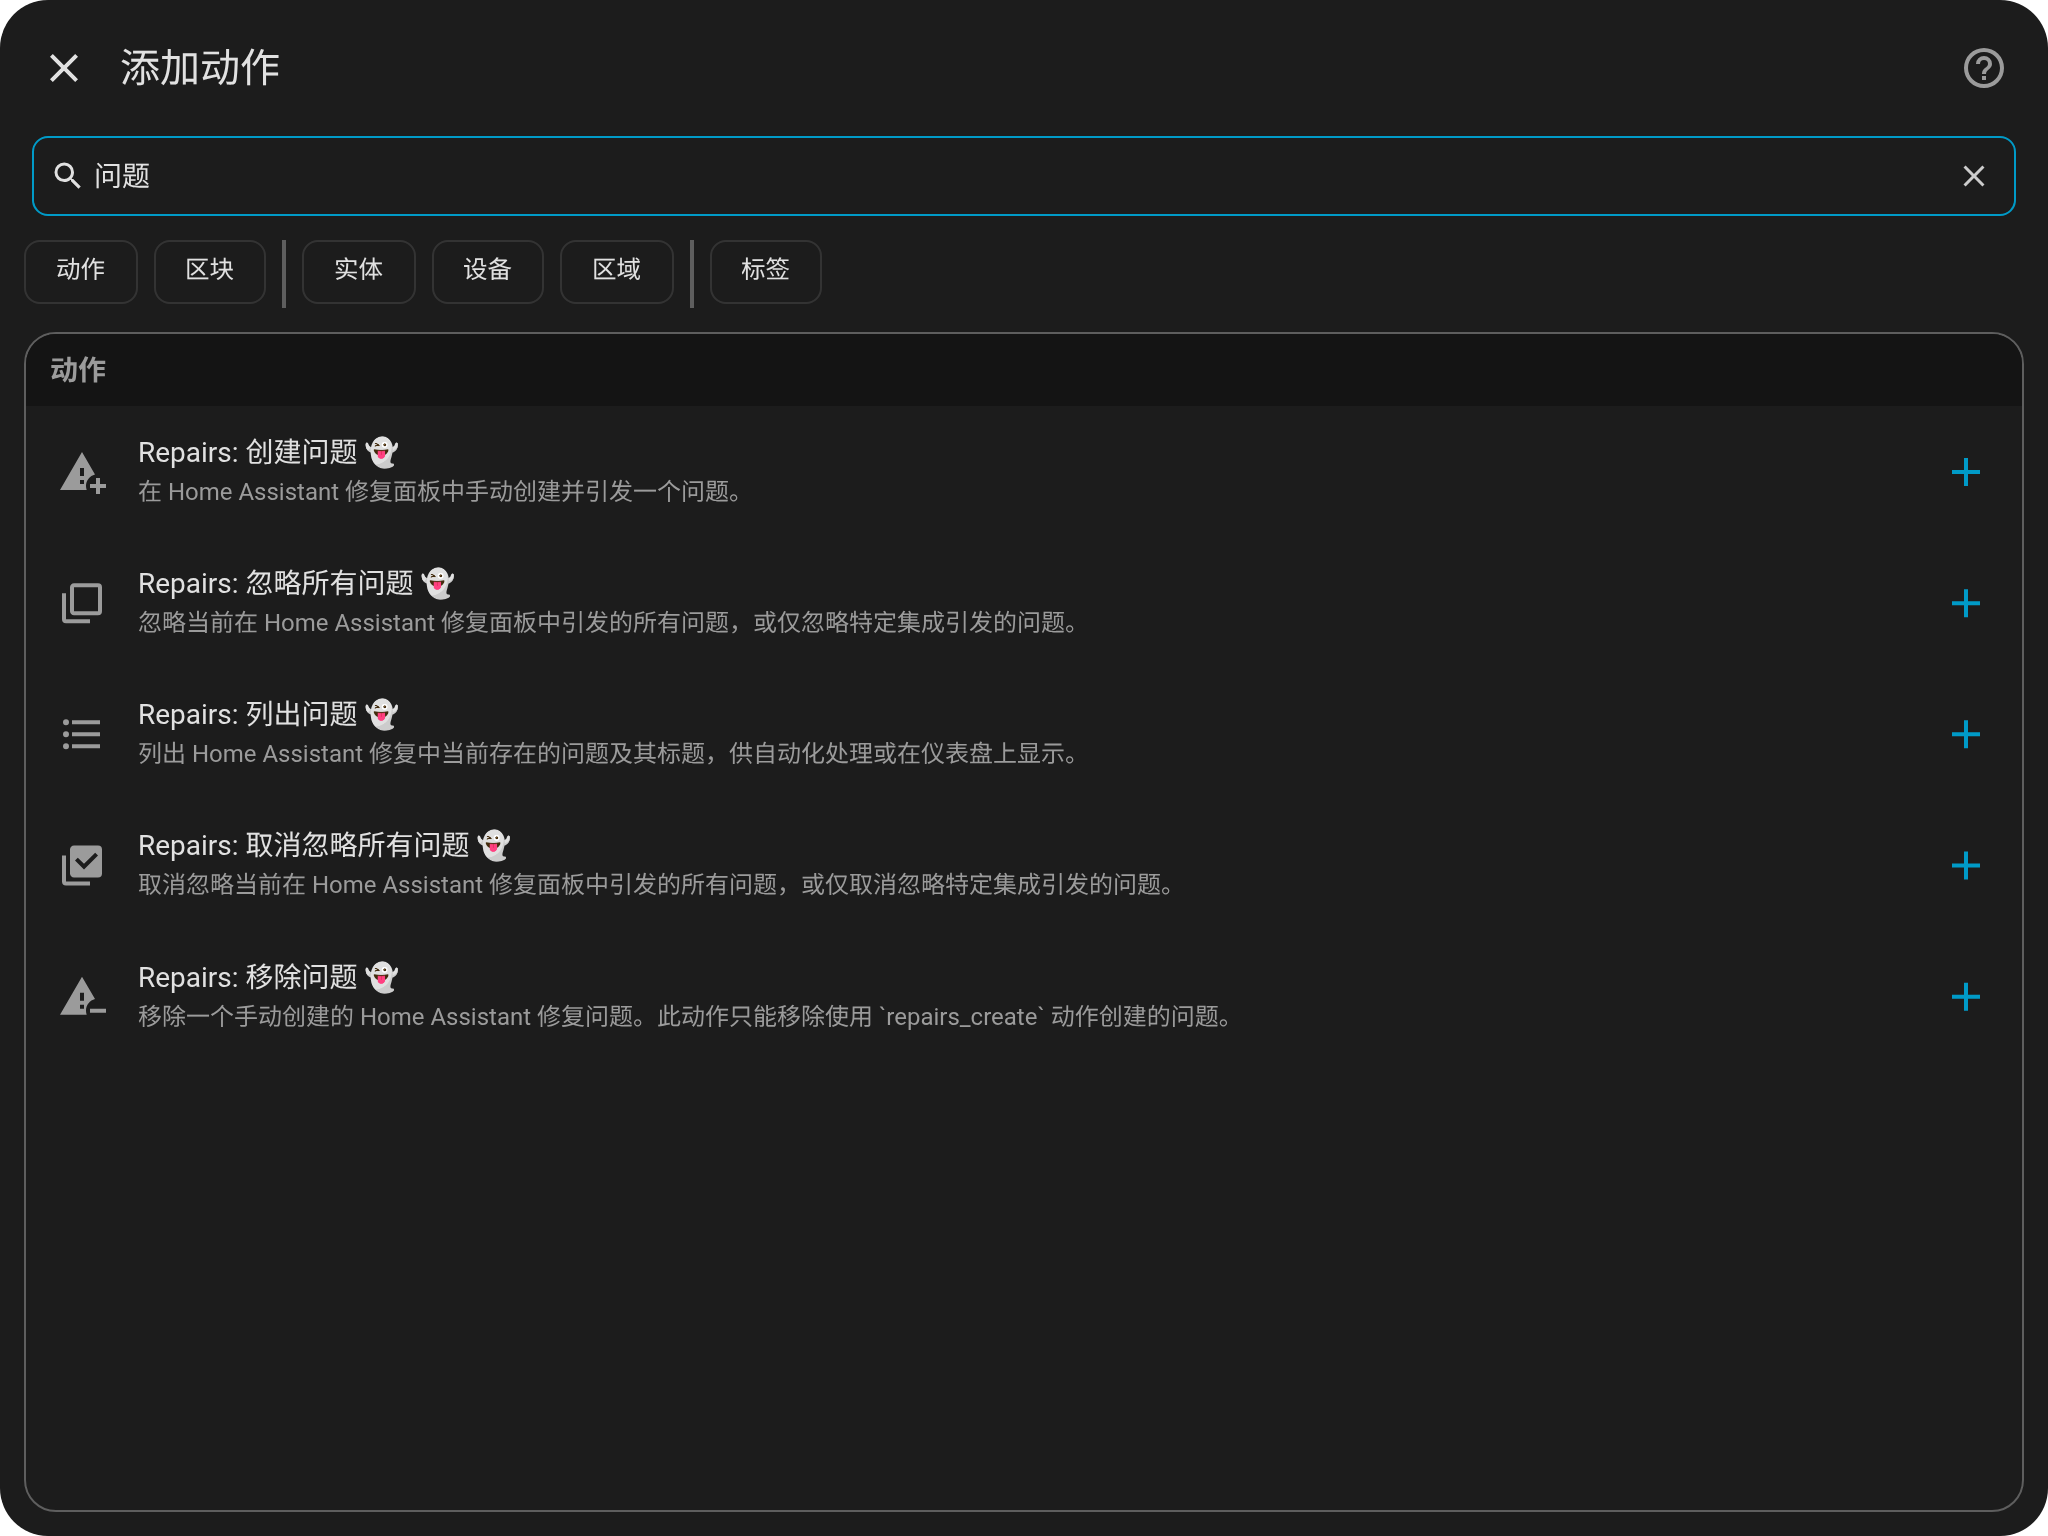 添加动作
问题
动作 区块 实体 设备 区域 标签
动作
Repairs: 创建问题 👻
在 Home Assistant 修复面板中手动创建并引发一个问题。
Repairs: 忽略所有问题 👻
忽略当前在 Home Assistant 修复面板中引发的所有问题，或仅忽略特定集成引发的问题。
Repairs: 列出问题 👻
列出 Home Assistant 修复中当前存在的问题及其标题，供自动化处理或在仪表盘上显示。
Repairs: 取消忽略所有问题 👻
取消忽略当前在 Home Assistant 修复面板中引发的所有问题，或仅取消忽略特定集成引发的问题。
Repairs: 移除问题 👻
移除一个手动创建的 Home Assistant 修复问题。此动作只能移除使用 `repairs_create` 动作创建的问题。